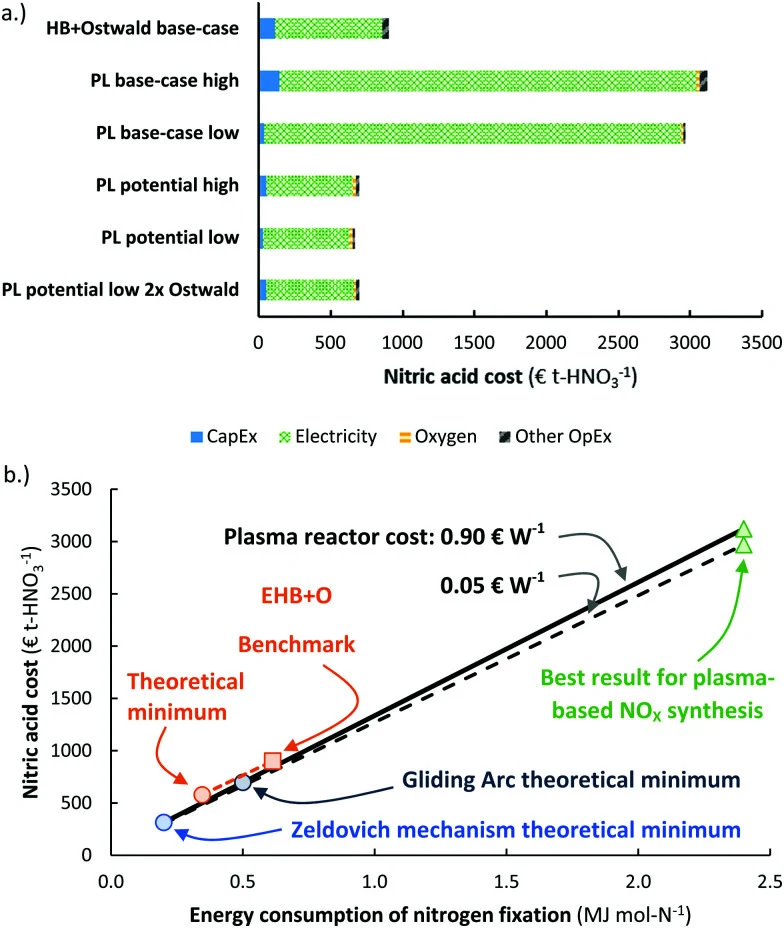 a.)
HB+Ostwald base-case
PL base-case high
PL base-case low
PL potential high
PL potential low
PL potential low 2x Ostwald
0 500 1000 1500 2000 2500 3000 3500
Nitric acid cost (€ t-HNO₃⁻¹)
CapEx Electricity Oxygen Other OpEx
b.)
Nitric acid cost (€ t-HNO₃⁻¹)
3500
3000
2500
2000
1500
1000
500
0
Plasma reactor cost: 0.90 € W⁻¹
0.05 € W⁻¹
EHB+O
Benchmark
Theoretical
minimum
Best result for plasma-
based NOₓ synthesis
Gliding Arc theoretical minimum
Zeldovich mechanism theoretical minimum
0.0 0.5 1.0 1.5 2.0 2.5
Energy consumption of nitrogen fixation (MJ mol-N⁻¹)